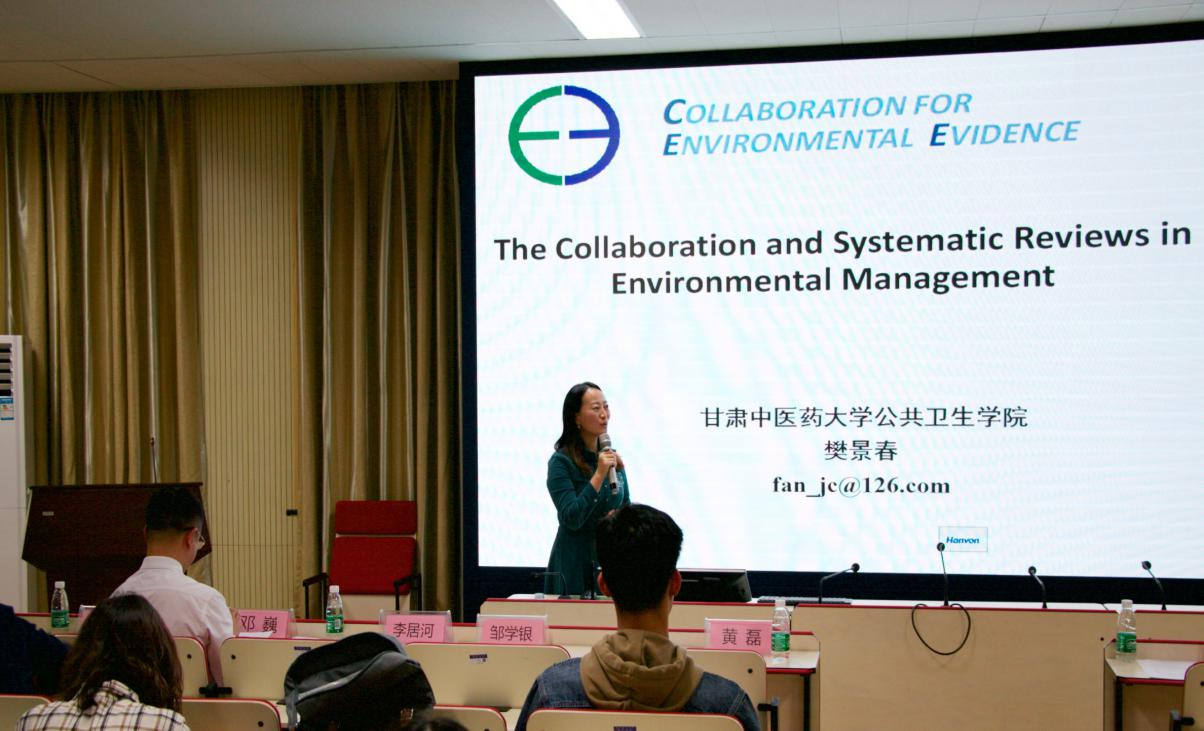 COLLABORATION FOR
ENVIRONMENTAL EVIDENCE
The Collaboration and Systematic Reviews in
Environmental Management
甘肃中医药大学公共卫生学院
樊景春
fan_jc@126.com
Hanvon
邓 巍
李居河
邹学银
黄 磊